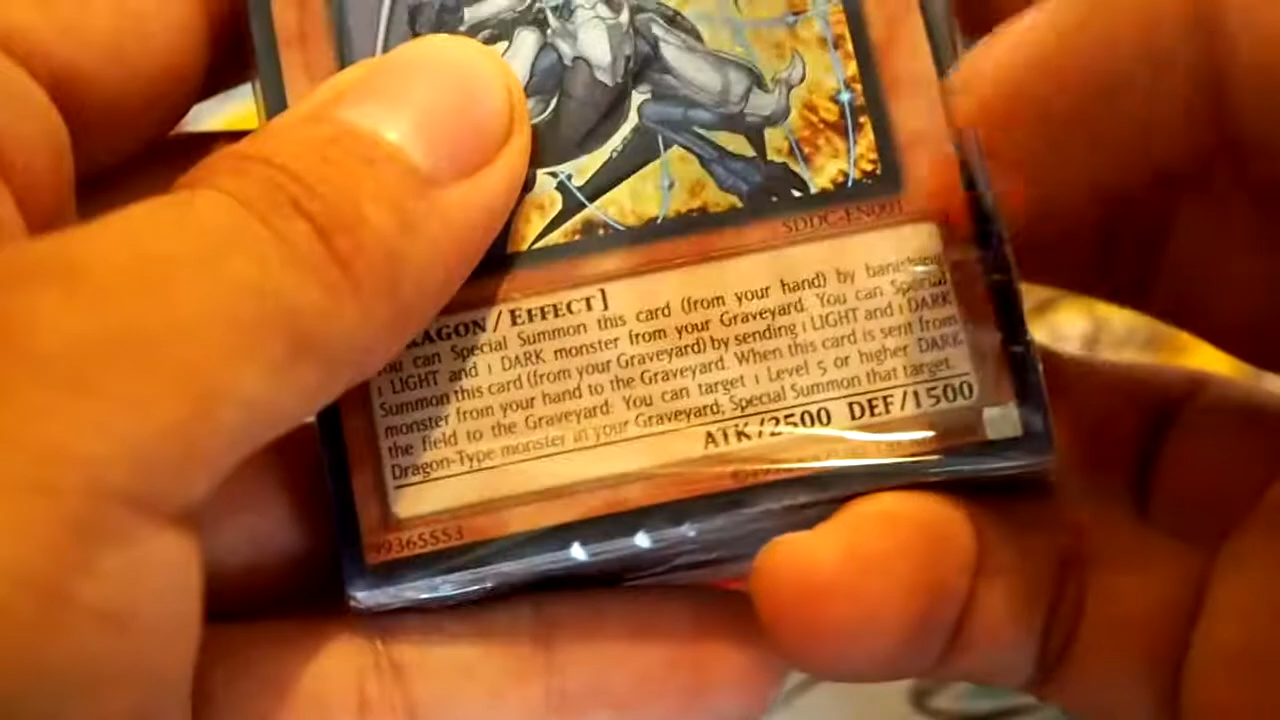 SDDC-EN001
AGON / EFFECT]
You can Special Summon this card (from your hand) by banishing
1 LIGHT and 1 DARK monster from your Graveyard. You can Special
Summon this card (from your Graveyard) by sending 1 LIGHT and 1 DARK
monster from your hand to the Graveyard. When this card is sent from
the field to the Graveyard: You can target 1 Level 5 or higher DARK
Dragon-Type monster in your Graveyard; Special Summon that target.
ATK/2500 DEF/1500
99365553